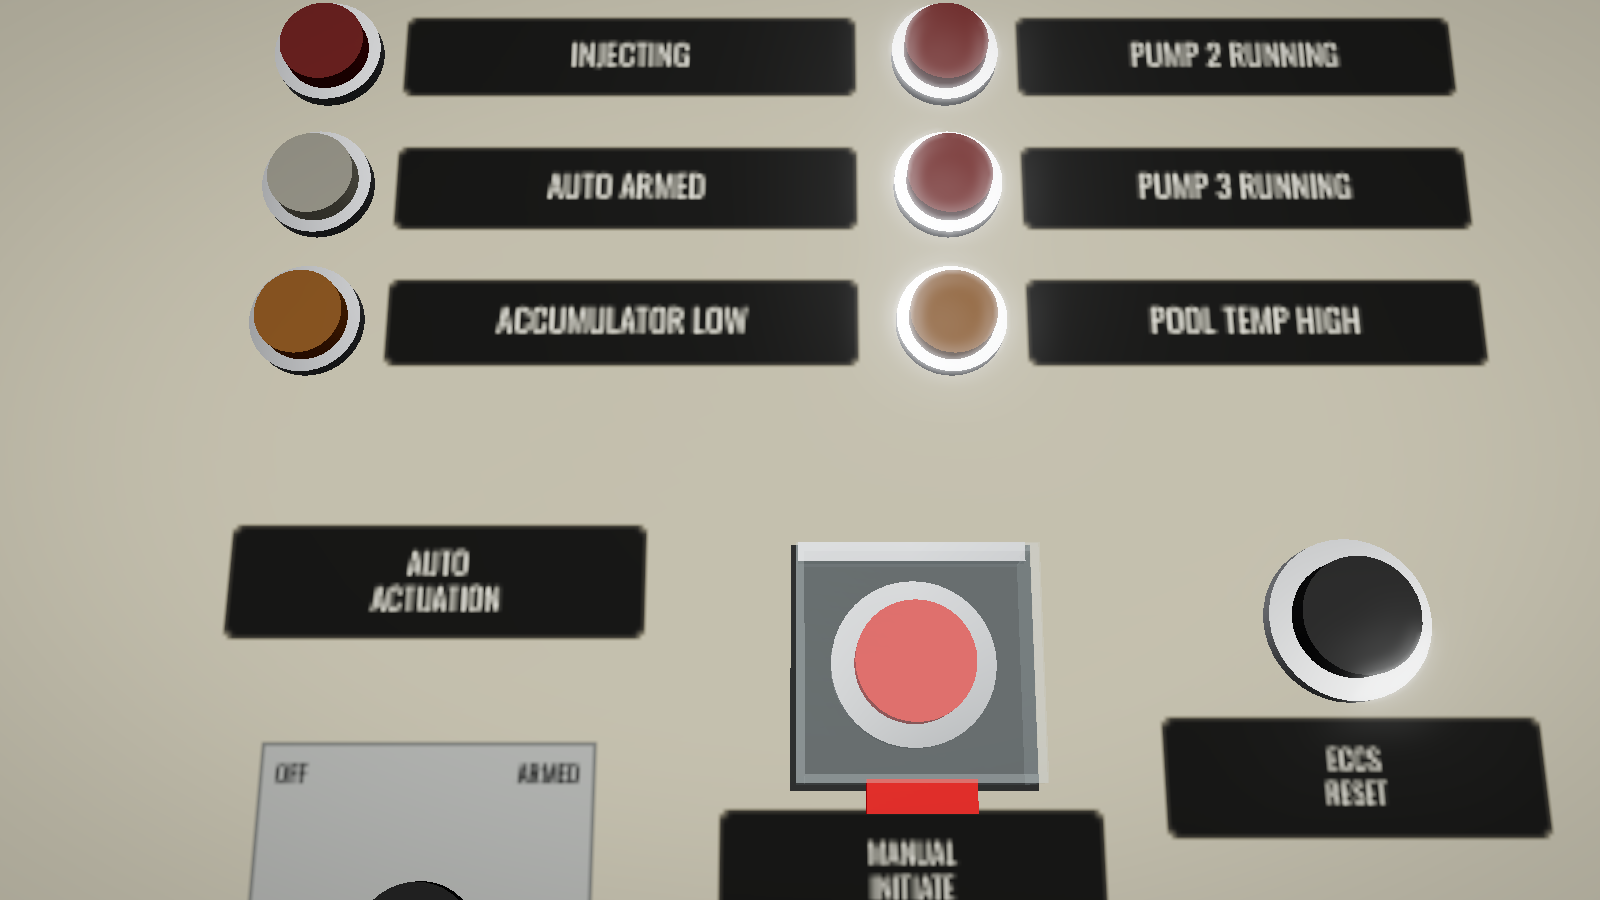 INJECTING
PUMP 2 RUNNING
AUTO ARMED
PUMP 3 RUNNING
ACCUMULATOR LOW
POOL TEMP HIGH
AUTO
ACTUATION
OFF
ARMED
ECCS
RESET
MANUAL
INITIATE